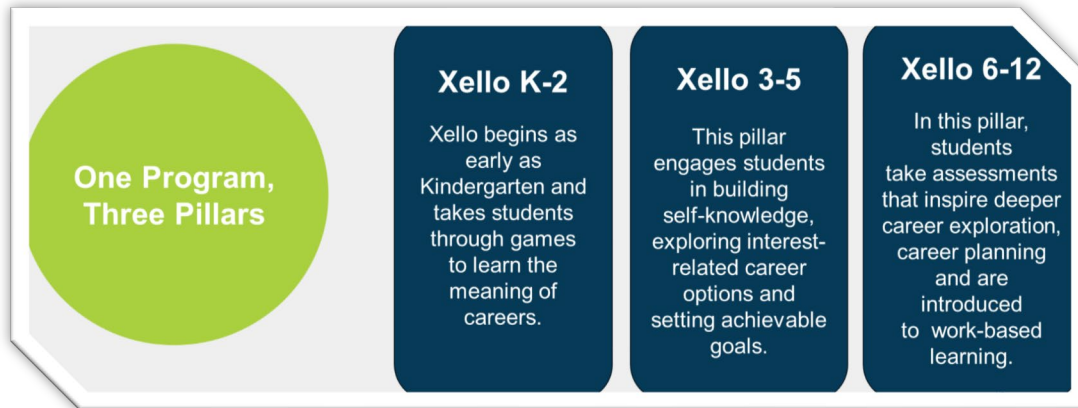 One Program,
Three Pillars
Xello K-2
Xello begins as
early as
Kindergarten and
takes students
through games
to learn the
meaning of
careers.
Xello 3-5
This pillar
engages students
in building
self-knowledge,
exploring interest-
related career
options and
setting achievable
goals.
Xello 6-12
In this pillar,
students
take assessments
that inspire deeper
career exploration,
career planning
and are
introduced
to work-based
learning.